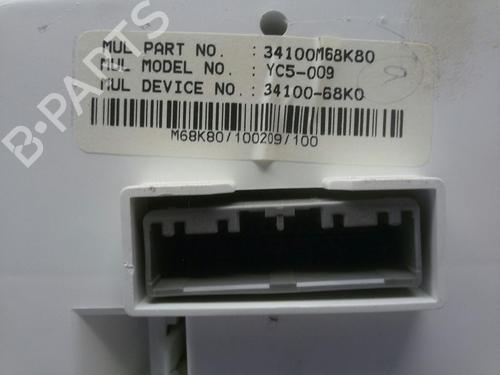 MUL PART NO. : 34100M68K80
MUL MODEL NO. : YC5-009
MUL DEVICE NO. : 34100-68K0
M68K80/100209/100
B-PARTS